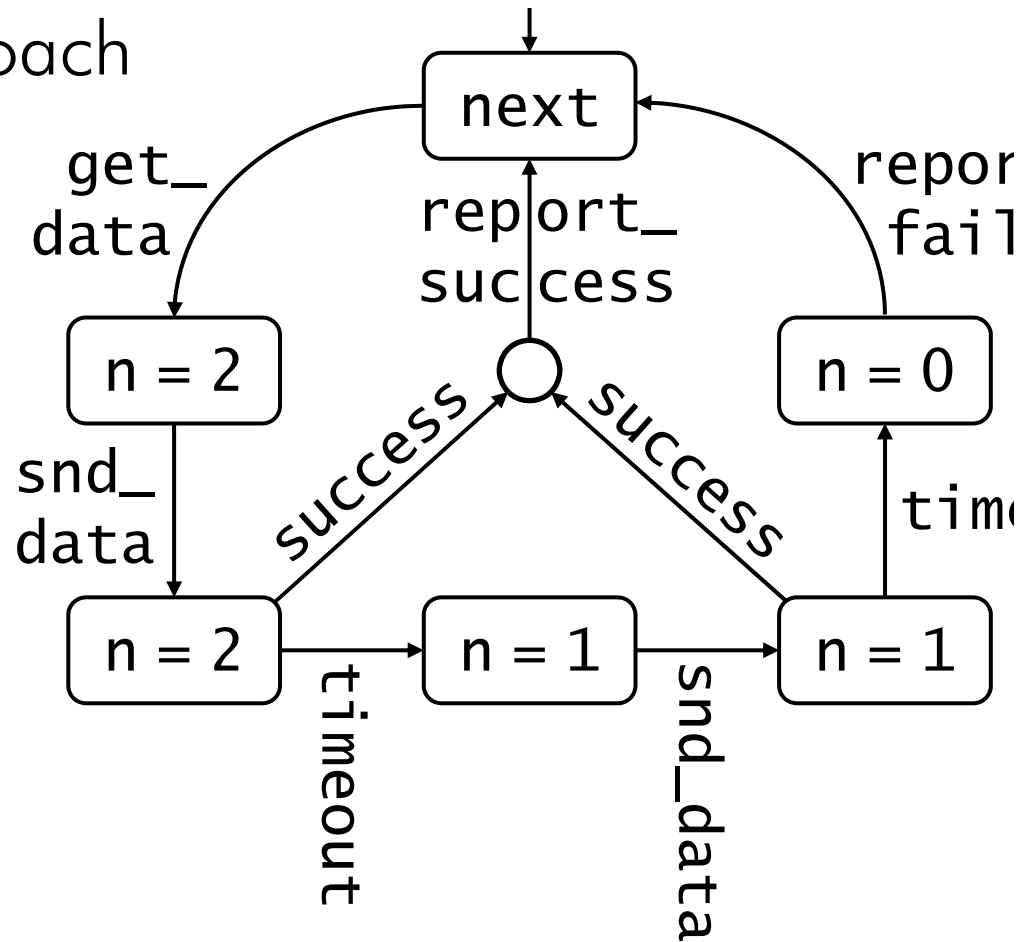 next
get_
data
report_
success
n = 2
n = 0
snd_
data
success
success
n = 2
n = 1
n = 1
timeout
snd_data